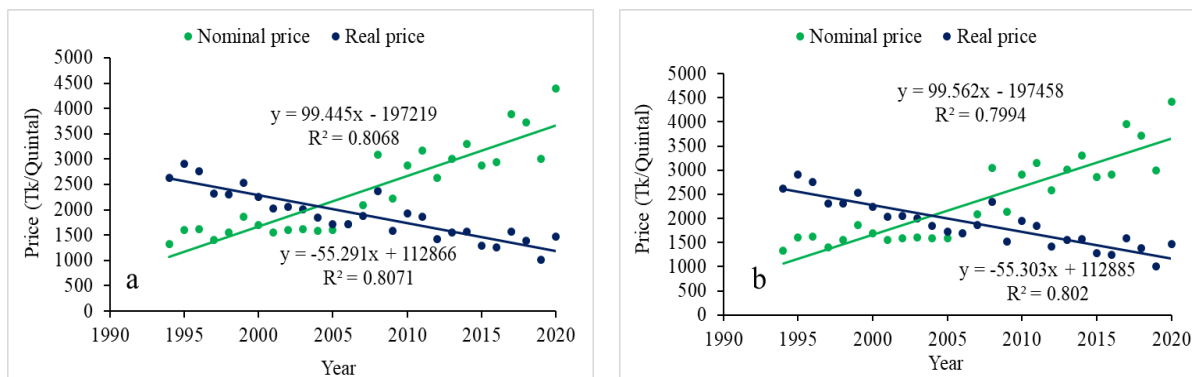 Nominal price Real price
5000
4500
4000
3500
3000
2500
2000
1500
1000
500
0
Price (Tk/Quintal)
y = 99.445x - 197219
R² = 0.8068
y = -55.291x + 112866
R² = 0.8071
a
1990 1995 2000 2005 2010 2015 2020
Year
Nominal price Real price
5000
4500
4000
3500
3000
2500
2000
1500
1000
500
0
Price (Tk/Quintal)
y = 99.562x - 197458
R² = 0.7994
y = -55.303x + 112885
R² = 0.802
b
1990 1995 2000 2005 2010 2015 2020
Year